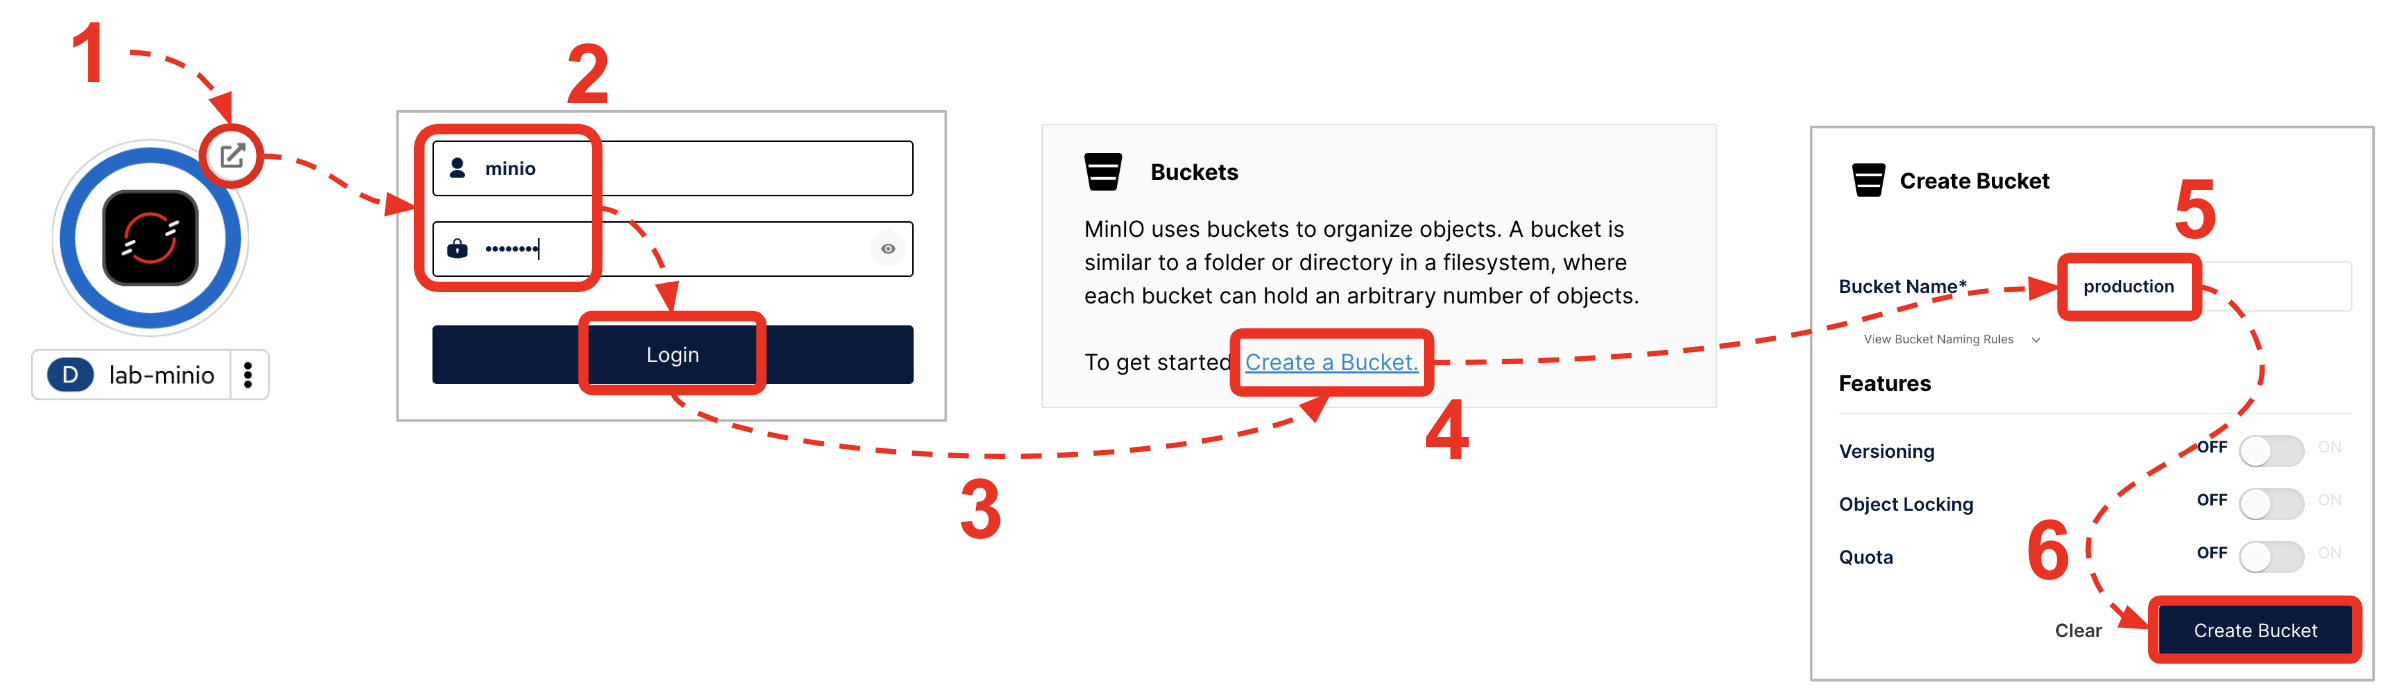 1
D lab-minio
2
minio
••••••••
Login
3
Buckets
MinIO uses buckets to organize objects. A bucket is
similar to a folder or directory in a filesystem, where
each bucket can hold an arbitrary number of objects.
To get started Create a Bucket.
4
Create Bucket
5
Bucket Name* production
View Bucket Naming Rules
Features
Versioning OFF ON
Object Locking OFF ON
Quota OFF ON
6
Clear Create Bucket